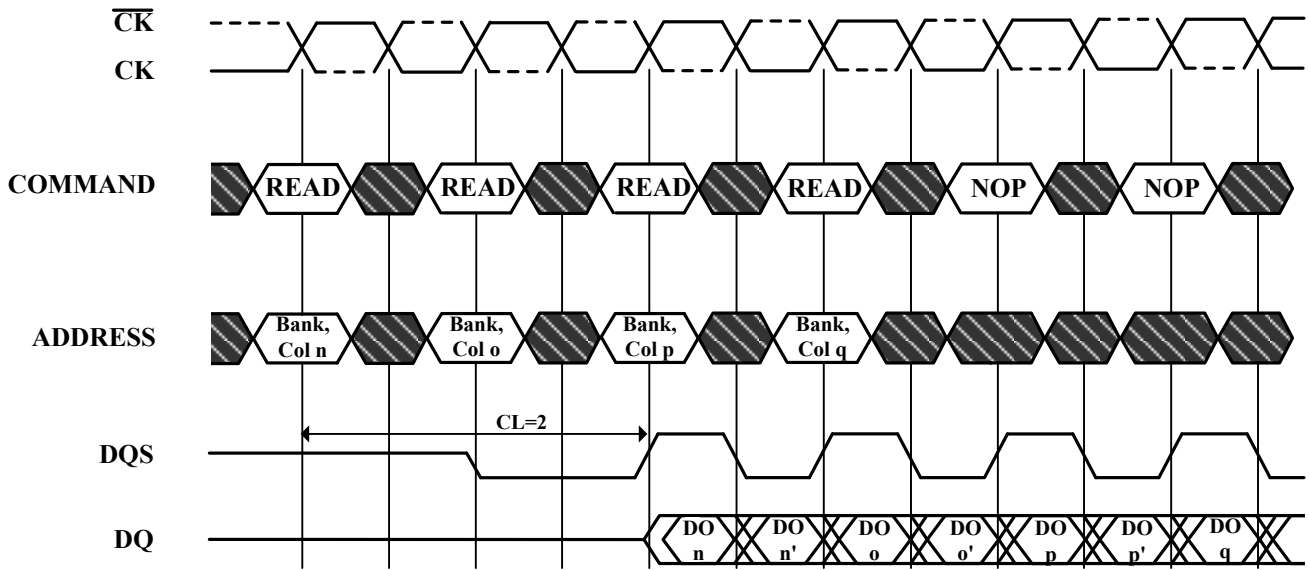 CK
CK
COMMAND
READ
READ
READ
READ
NOP
NOP
ADDRESS
Bank,
Col n
Bank,
Col o
Bank,
Col p
Bank,
Col q
CL=2
DQS
DQ
DO
n
DO
n'
DO
o
DO
o'
DO
p
DO
p'
DO
q